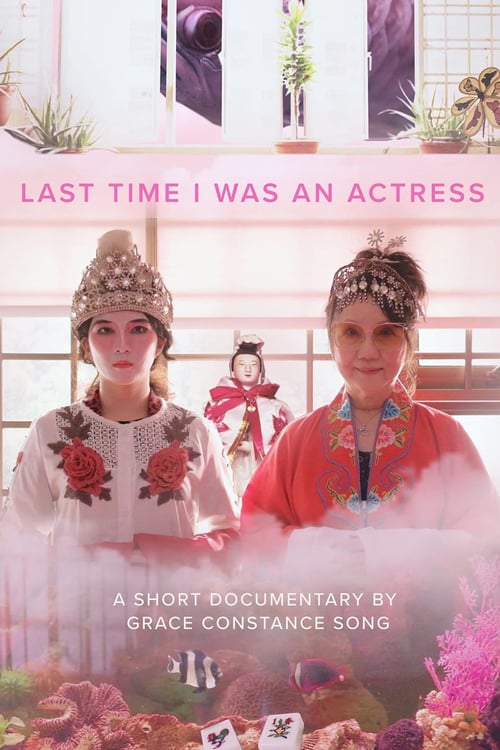 LAST TIME I WAS AN ACTRESS
A SHORT DOCUMENTARY BY
GRACE CONSTANCE SONG